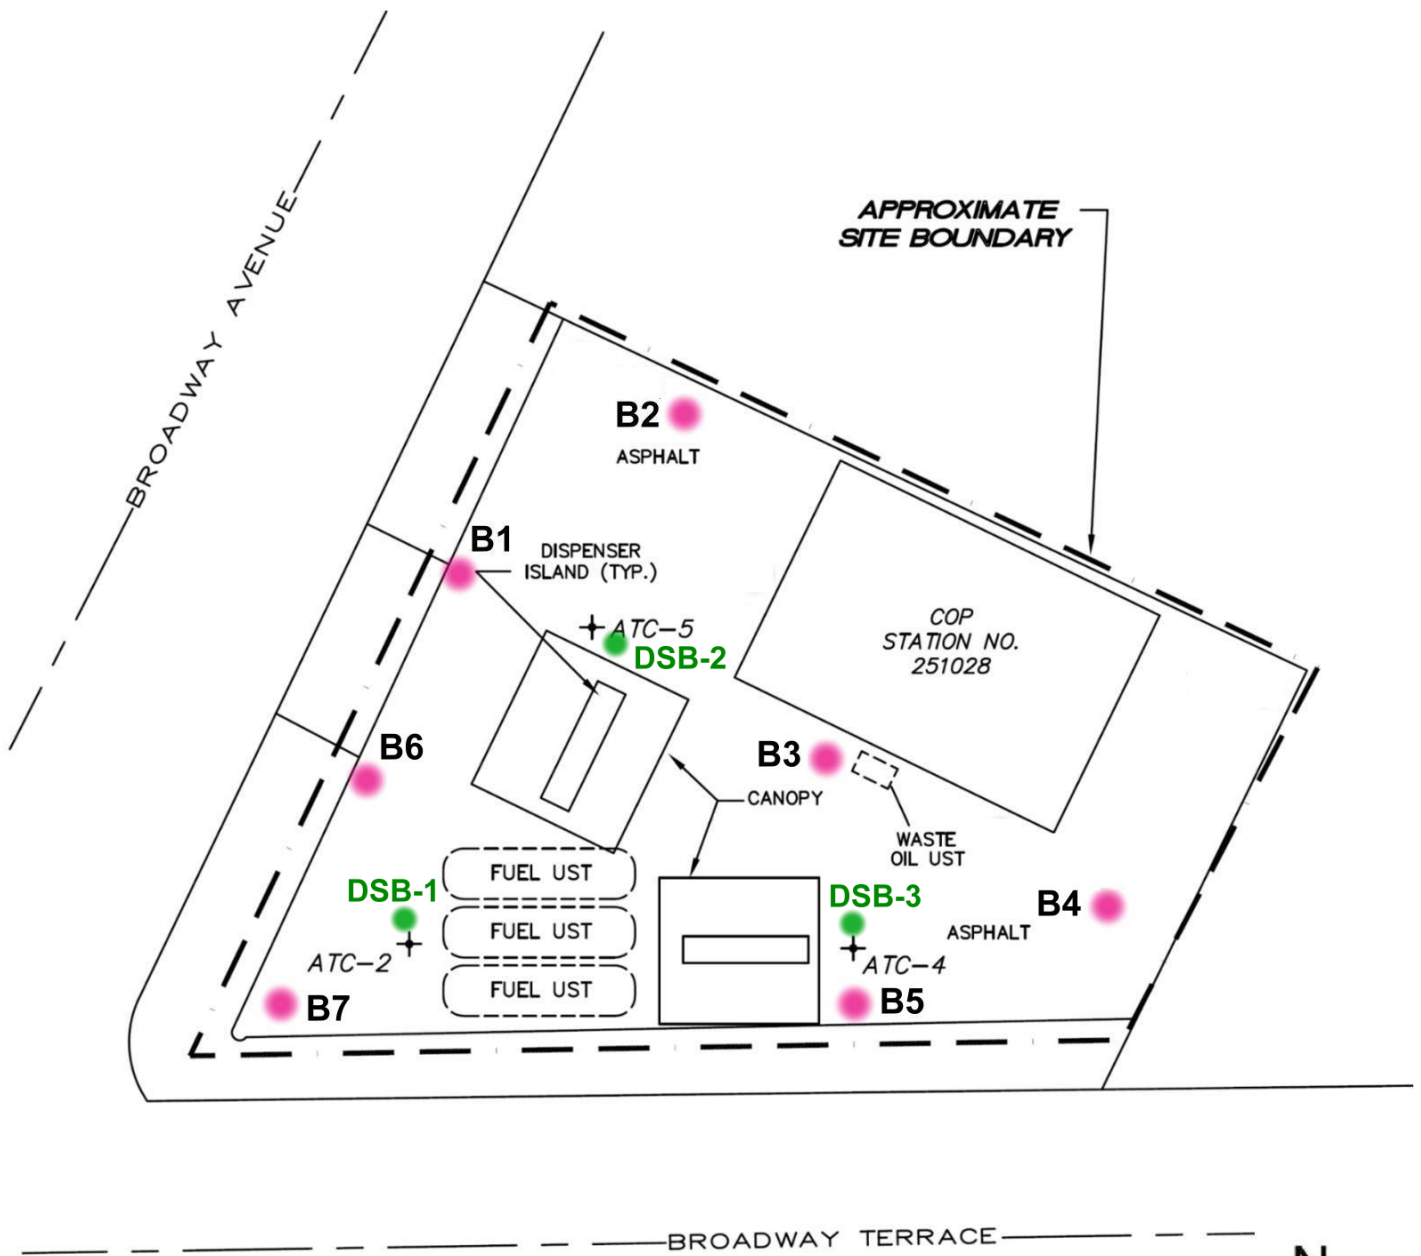 BROADWAY AVENUE
APPROXIMATE
SITE BOUNDARY
B2
ASPHALT
B1
DISPENSER
ISLAND (TYP.)
COP
STATION NO.
251028
ATC-5
DSB-2
B6
B3
CANOPY
WASTE
OIL UST
FUEL UST
DSB-1
DSB-3
B4
FUEL UST
ASPHALT
ATC-2
ATC-4
FUEL UST
B7
B5
BROADWAY TERRACE
N